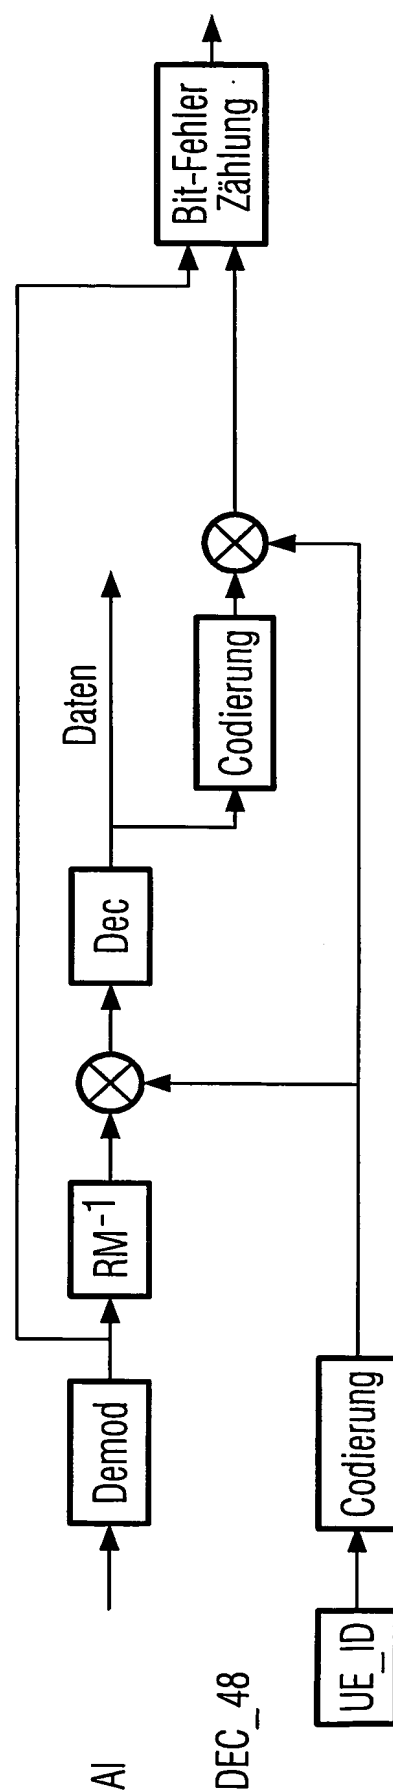 AI
Demod
RM-1
Dec
Daten
Codierung
Bit-Fehler
Zählung
DEC_48
UE_ID
Codierung